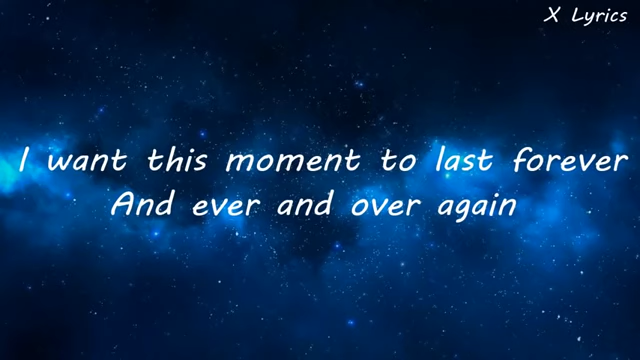 X Lyrics
I want this moment to last forever
And ever and over again